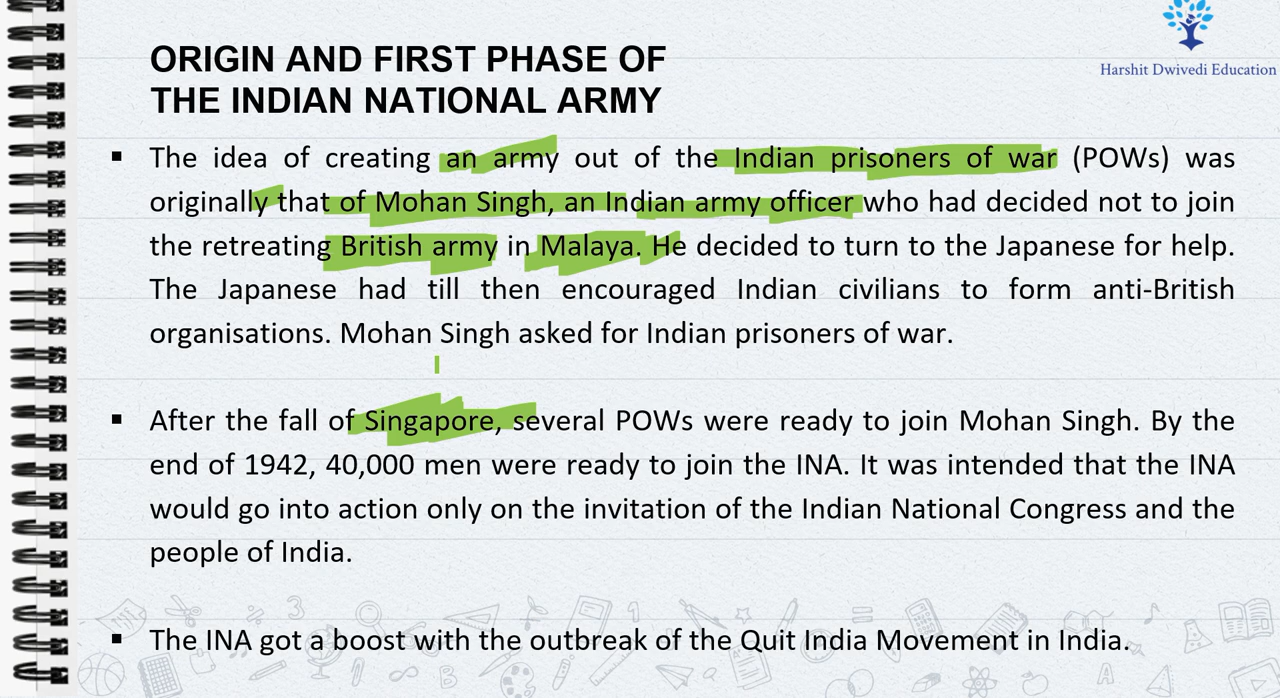 Harshit Dwivedi Education
ORIGIN AND FIRST PHASE OF
THE INDIAN NATIONAL ARMY
▪ The idea of creating an army out of the Indian prisoners of war (POWs) was
originally that of Mohan Singh, an Indian army officer who had decided not to join
the retreating British army in Malaya. He decided to turn to the Japanese for help.
The Japanese had till then encouraged Indian civilians to form anti-British
organisations. Mohan Singh asked for Indian prisoners of war.
▪ After the fall of Singapore, several POWs were ready to join Mohan Singh. By the
end of 1942, 40,000 men were ready to join the INA. It was intended that the INA
would go into action only on the invitation of the Indian National Congress and the
people of India.
▪ The INA got a boost with the outbreak of the Quit India Movement in India.